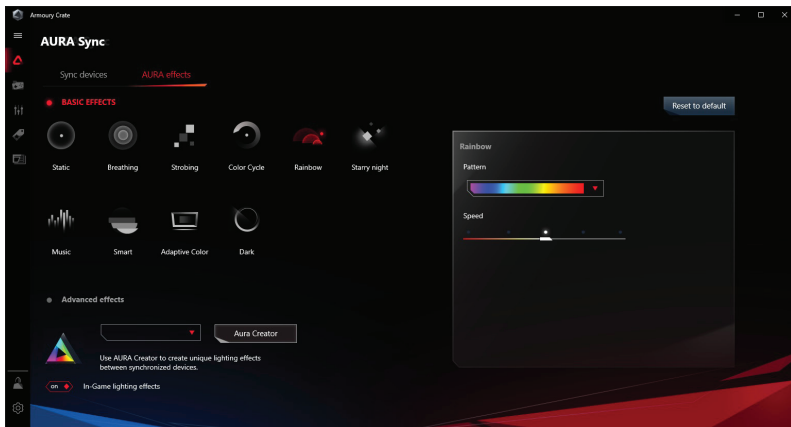 Armoury Crate
AURA Sync
Sync devices
AURA effects
BASIC EFFECTS
Reset to default
Static
Breathing
Strobing
Color Cycle
Rainbow
Starry night
Music
Smart
Adaptive Color
Dark
Rainbow
Pattern
Speed
Advanced effects
Aura Creator
Use AURA Creator to create unique lighting effects
between synchronized devices.
on
In-Game lighting effects